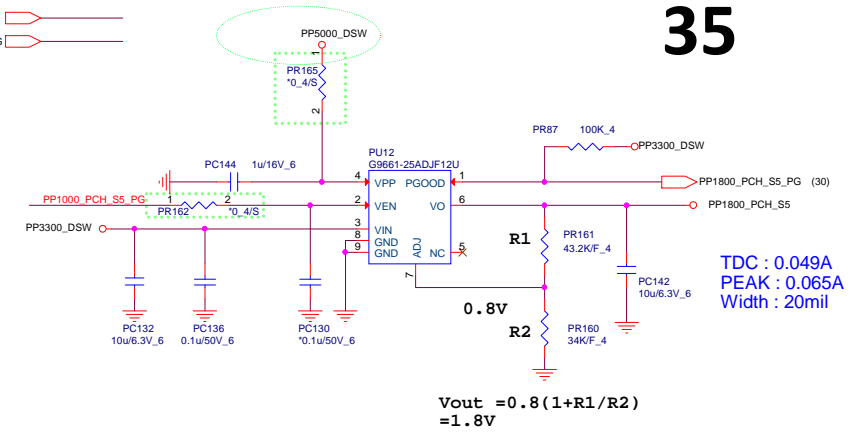 35
G
PP5000_DSW
1
PR165
*0_4/S
2
PR87 100K_4
PP3300_DSW
PU12
G9661-25ADJF12U
PC144 1u/16V_6
4 VPP PGOOD 1
PP1800_PCH_S5_PG (30)
PP1000_PCH_S5_PG 1 2
PR162 *0_4/S
2 VEN VO 6
PP1800_PCH_S5
PP3300_DSW
3 VIN
8 GND
9 GND ADJ NC 5
7
R1
PR161
43.2K/F_4
PC142
10u/6.3V_6
TDC : 0.049A
PEAK : 0.065A
Width : 20mil
0.8V
R2
PR160
34K/F_4
PC132
10u/6.3V_6
PC136
0.1u/50V_6
PC130
*0.1u/50V_6
Vout =0.8(1+R1/R2)
=1.8V